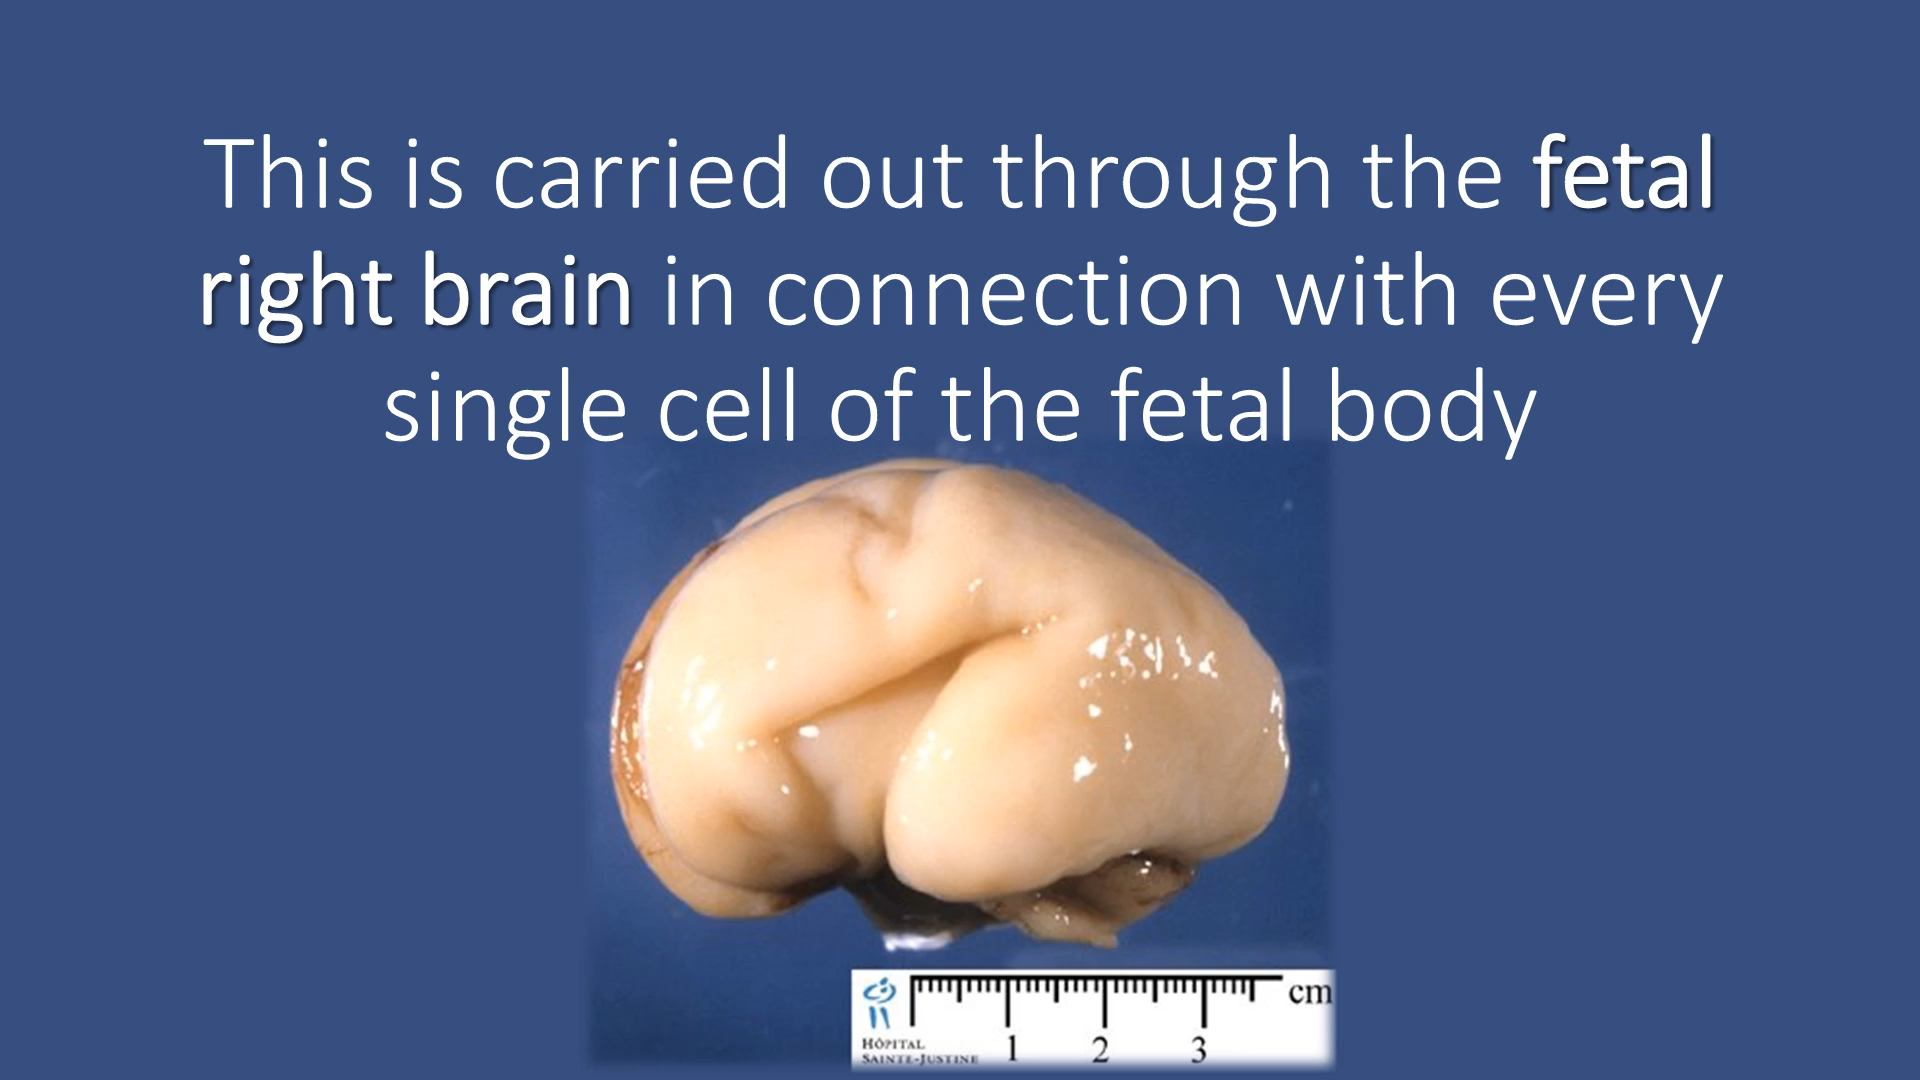 This is carried out through the fetal
right brain in connection with every
single cell of the fetal body
cm
HÔPITAL
SAINTE-JUSTINE 1 2 3